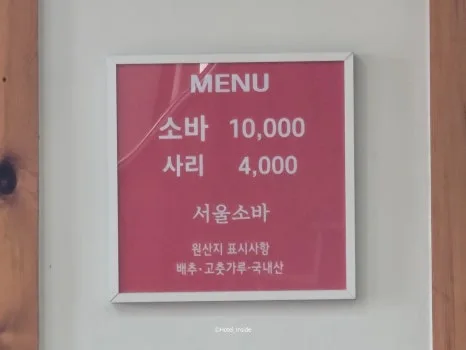 MENU
소바 10,000
사리 4,000
서울소바
원산지 표시사항
배추·고춧가루-국내산
©Hotel_Inside